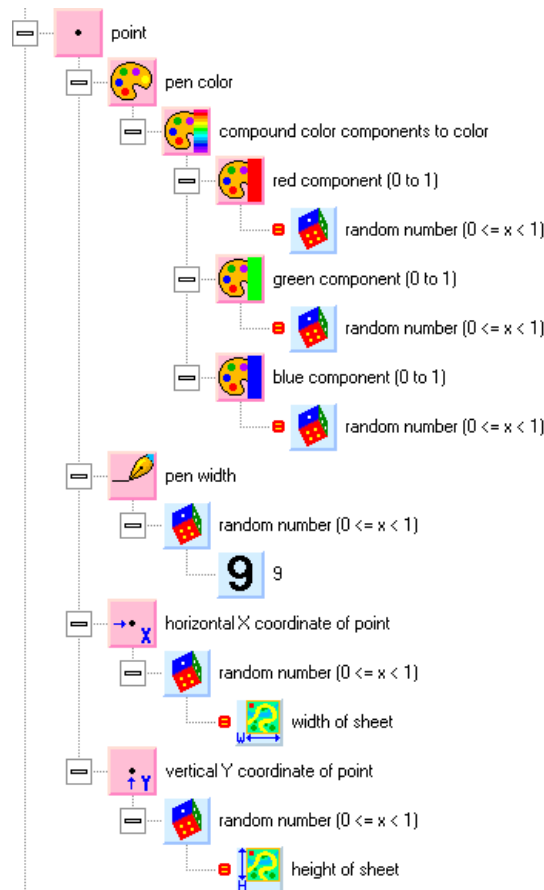 point
pen color
compound color components to color
red component (0 to 1)
random number (0 <= x < 1)
green component (0 to 1)
random number (0 <= x < 1)
blue component (0 to 1)
random number (0 <= x < 1)
pen width
random number (0 <= x < 1)
9 9
X horizontal X coordinate of point
random number (0 <= x < 1)
W width of sheet
Y vertical Y coordinate of point
random number (0 <= x < 1)
H height of sheet